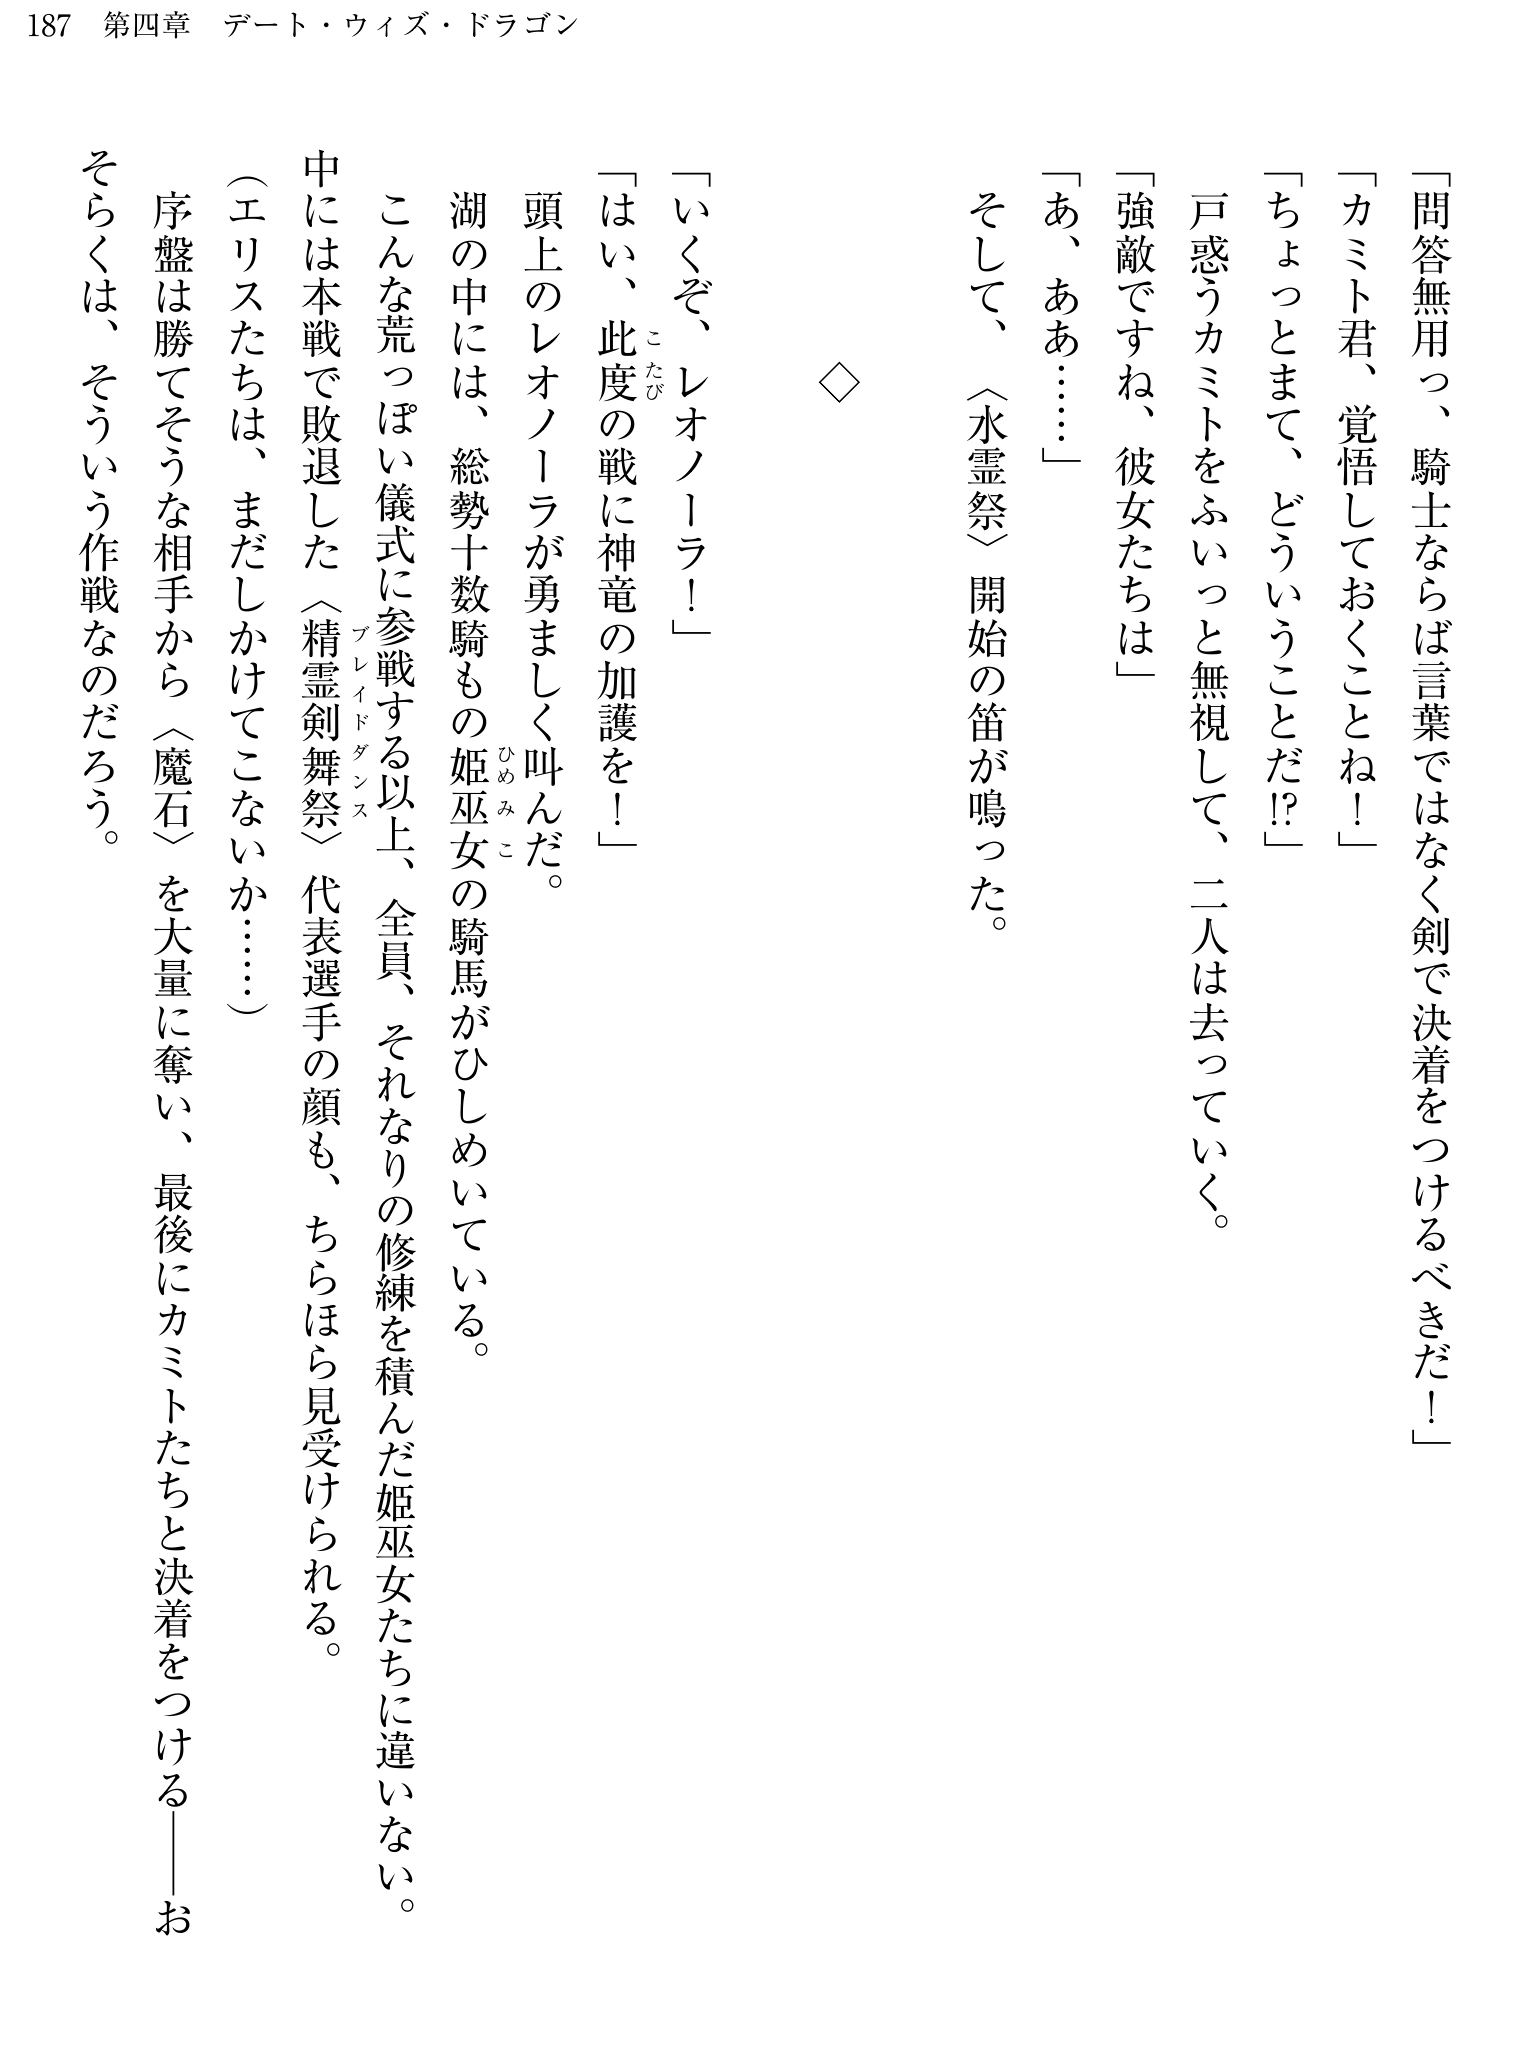 187 第四章 デート・ウィズ・ドラゴン
「問答無用っ、騎士ならば言葉ではなく剣で決着をつけるべきだ！」
「カミト君、覚悟しておくことね！」
「ちょっとまて、どういうことだ!?」
戸惑うカミトをふいっと無視して、二人は去っていく。
「強敵ですね、彼女たちは」
「あ、ああ……」
そして、〈水霊祭〉開始の笛が鳴った。
◇
「いくぞ、レオノーラ！」
「はい、此度の戦に神竜の加護を！」
こたび
頭上のレオノーラが勇ましく叫んだ。
湖の中には、総勢十数騎もの姫巫女の騎馬がひしめいている。
ひめみこ
こんな荒っぽい儀式に参戦する以上、全員、それなりの修練を積んだ姫巫女たちに違いない。
中には本戦で敗退した〈精霊剣舞祭〉代表選手の顔も、ちらほら見受けられる。
ブレイドダンス
（エリスたちは、まだしかけてこないか……）
序盤は勝てそうな相手から〈魔石〉を大量に奪い、最後にカミトたちと決着をつける――お
そらくは、そういう作戦なのだろう。